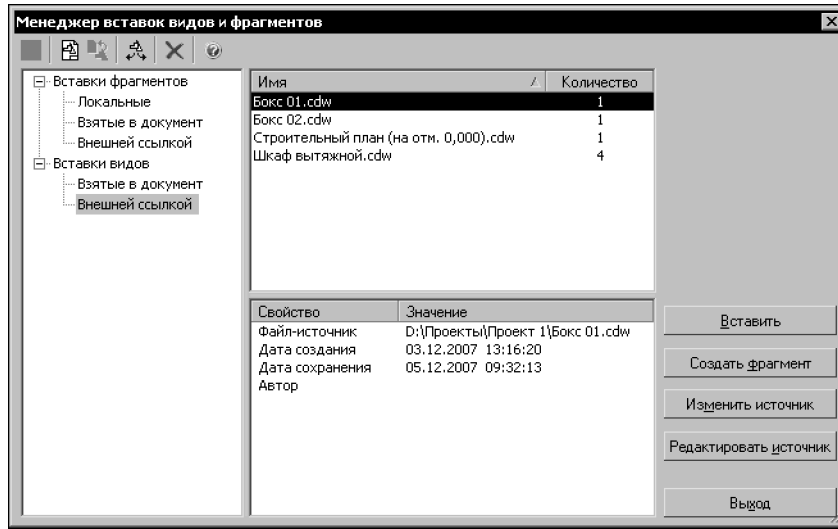 Менеджер вставок видов и фрагментов
Вставки фрагментов
Локальные
Взятые в документ
Внешней ссылкой
Вставки видов
Взятые в документ
Внешней ссылкой
Имя Количество
Бокс 01.cdw 1
Бокс 02.cdw 1
Строительный план (на отм. 0,000).cdw 1
Шкаф вытяжной.cdw 4
Свойство Значение
Файл-источник D:\Проекты\Проект 1\Бокс 01.cdw
Дата создания 03.12.2007 13:16:20
Дата сохранения 05.12.2007 09:32:13
Автор
Вставить
Создать фрагмент
Изменить источник
Редактировать источник
Выход